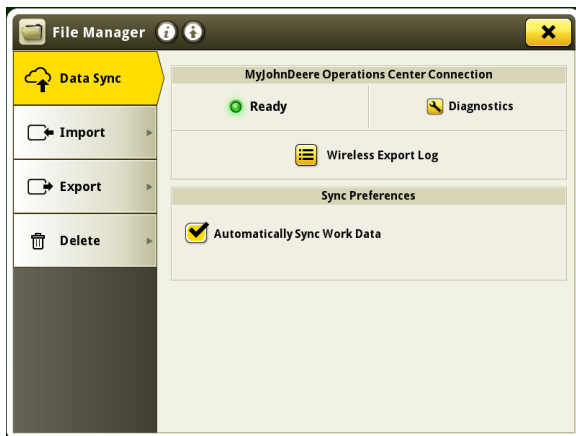 File Manager
Data Sync
Import
Export
Delete
MyJohnDeere Operations Center Connection
Ready
Diagnostics
Wireless Export Log
Sync Preferences
Automatically Sync Work Data